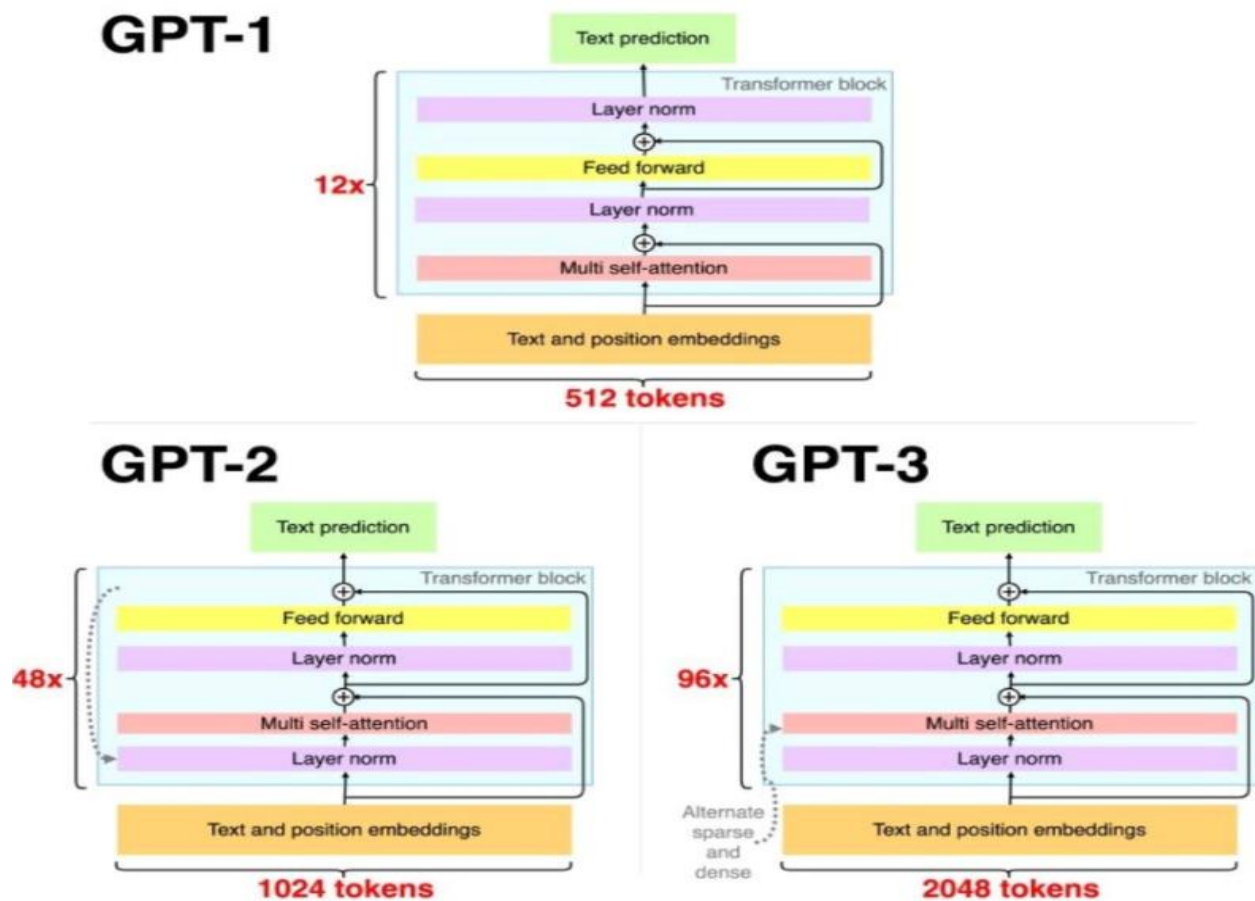 GPT-1
Text prediction
Transformer block
Layer norm
Feed forward
12x
Layer norm
Multi self-attention
Text and position embeddings
512 tokens
GPT-2
Text prediction
Transformer block
Feed forward
Layer norm
48x
Multi self-attention
Layer norm
Text and position embeddings
1024 tokens
GPT-3
Text prediction
Transformer block
Feed forward
Layer norm
96x
Multi self-attention
Layer norm
Alternate
sparse
and
dense
Text and position embeddings
2048 tokens